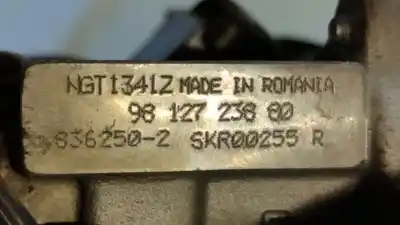 NGT1341Z MADE IN ROMANIA
98 127 238 80
836250-2 SKR00255 R